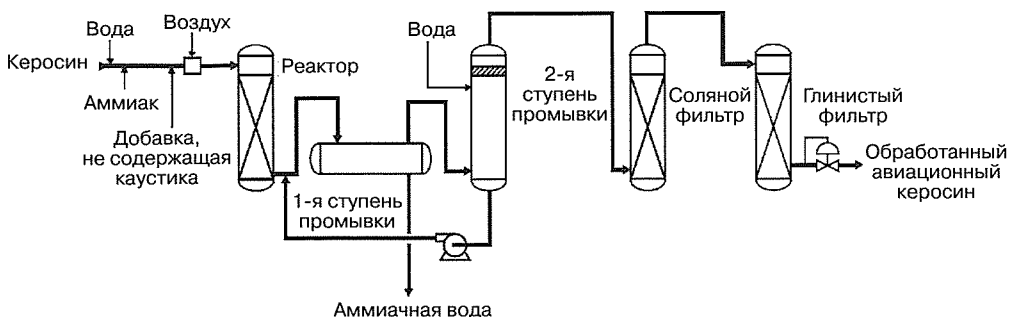 Вода
Воздух
Керосин
Аммиак
Добавка,
не содержащая
каустика
Реактор
1-я ступень
промывки
Аммиачная вода
Вода
2-я
ступень
промывки
Соляной
фильтр
Глинистый
фильтр
Обработанный
авиационный
керосин